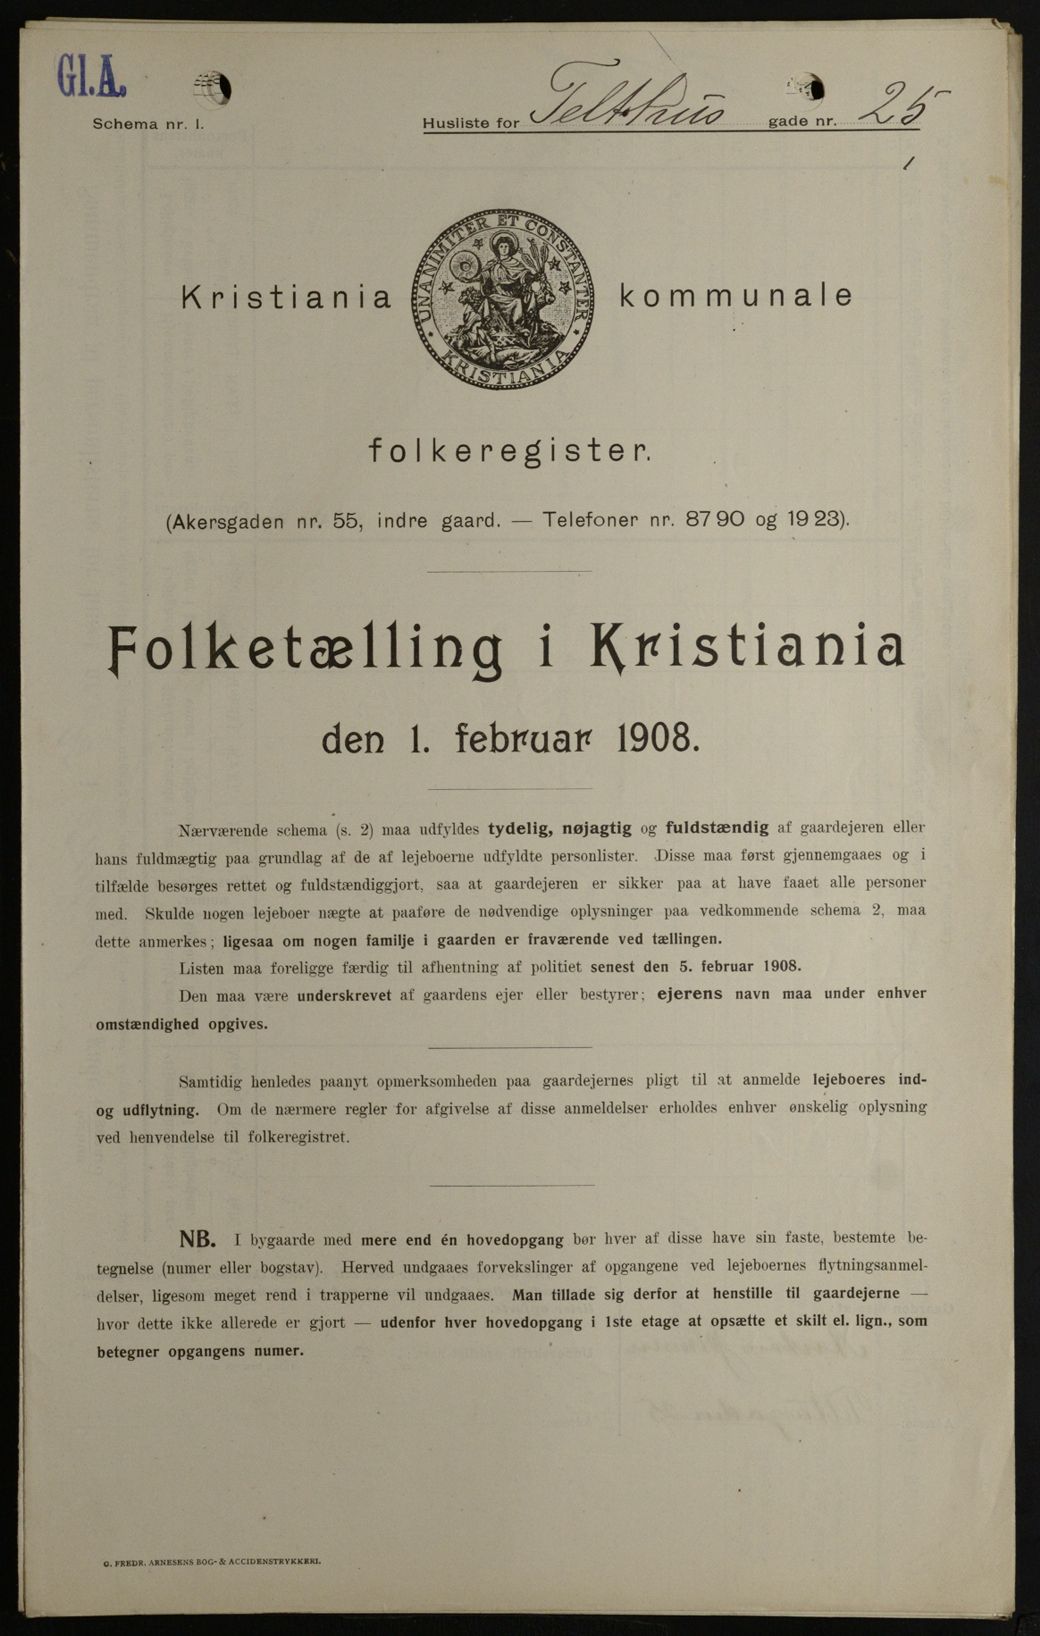 Gl.A.
Schema nr. 1.
Husliste for Telthus gade nr. 25
1
UNANIMITER ET CONSTANTER
KRISTIANIA
Kristiania kommunale
folkeregister.
(Akersgaden nr. 55, indre gaard. — Telefoner nr. 8790 og 1923).
Folketælling i Kristiania
den 1. februar 1908.
Nærværende schema (s. 2) maa udfyldes tydelig, nøjagtig og fuldstændig af gaardejeren eller
hans fuldmægtig paa grundlag af de af lejeboerne udfyldte personlister. Disse maa først gjennemgaaes og i
tilfælde besørges rettet og fuldstændiggjort, saa at gaardejeren er sikker paa at have faaet alle personer
med. Skulde nogen lejeboer nægte at paaføre de nødvendige oplysninger paa vedkommende schema 2, maa
dette anmerkes; ligesaa om nogen familje i gaarden er fraværende ved tællingen.
Listen maa foreligge færdig til afhentning af politiet senest den 5. februar 1908.
Den maa være underskrevet af gaardens ejer eller bestyrer; ejerens navn maa under enhver
omstændighed opgives.
Samtidig henledes paanyt opmerksomheden paa gaardejernes pligt til at anmelde lejeboeres ind-
og udflytning. Om de nærmere regler for afgivelse af disse anmeldelser erholdes enhver ønskelig oplysning
ved henvendelse til folkeregistret.
NB. I bygaarde med mere end én hovedopgang bør hver af disse have sin faste, bestemte be-
tegnelse (numer eller bogstav). Herved undgaaes forvekslinger af opgangene ved lejeboernes flytningsanmel-
delser, ligesom meget rend i trapperne vil undgaaes. Man tillade sig derfor at henstille til gaardejerne —
hvor dette ikke allerede er gjort — udenfor hver hovedopgang i 1ste etage at opsætte et skilt el. lign., som
betegner opgangens numer.
G. FREDR. ARNESENS BOG- & ACCIDENSTRYKKERI.